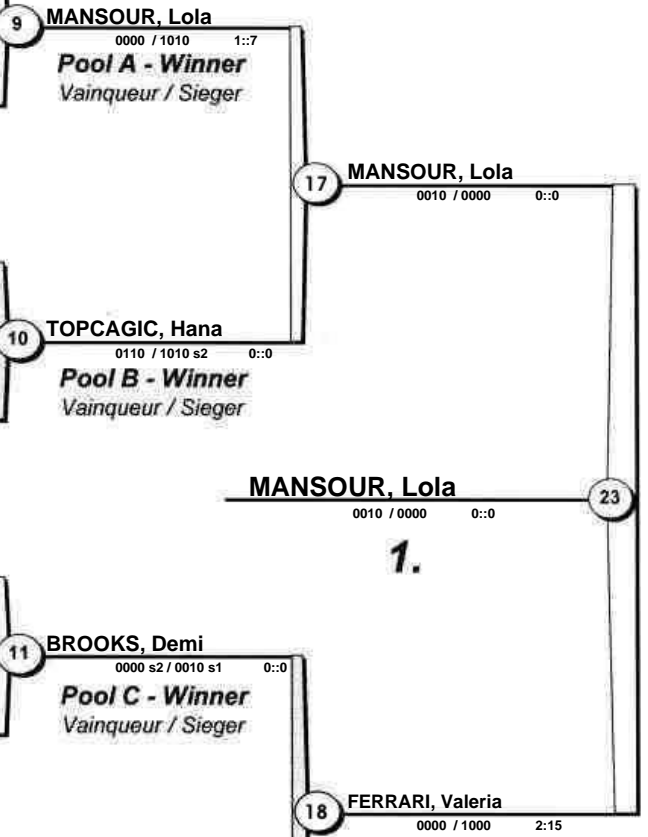 9 MANSOUR, Lola
0000 / 1010 1::7
Pool A - Winner
Vainqueur / Sieger
17 MANSOUR, Lola
0010 / 0000 0::0
10 TOPCAGIC, Hana
0110 / 1010 s2 0::0
Pool B - Winner
Vainqueur / Sieger
MANSOUR, Lola 23
0010 / 0000 0::0
1.
11 BROOKS, Demi
0000 s2 / 0010 s1 0::0
Pool C - Winner
Vainqueur / Sieger
18 FERRARI, Valeria
0000 / 1000 2:15